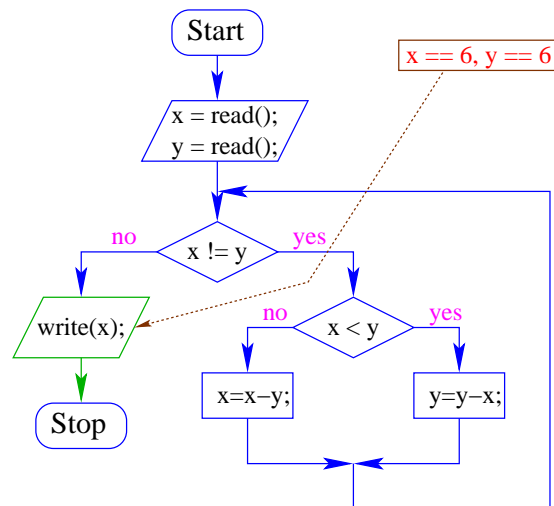 Start
x == 6, y == 6
x = read();
y = read();
no
x != y
yes
write(x);
no
x < y
yes
x=x−y;
y=y−x;
Stop